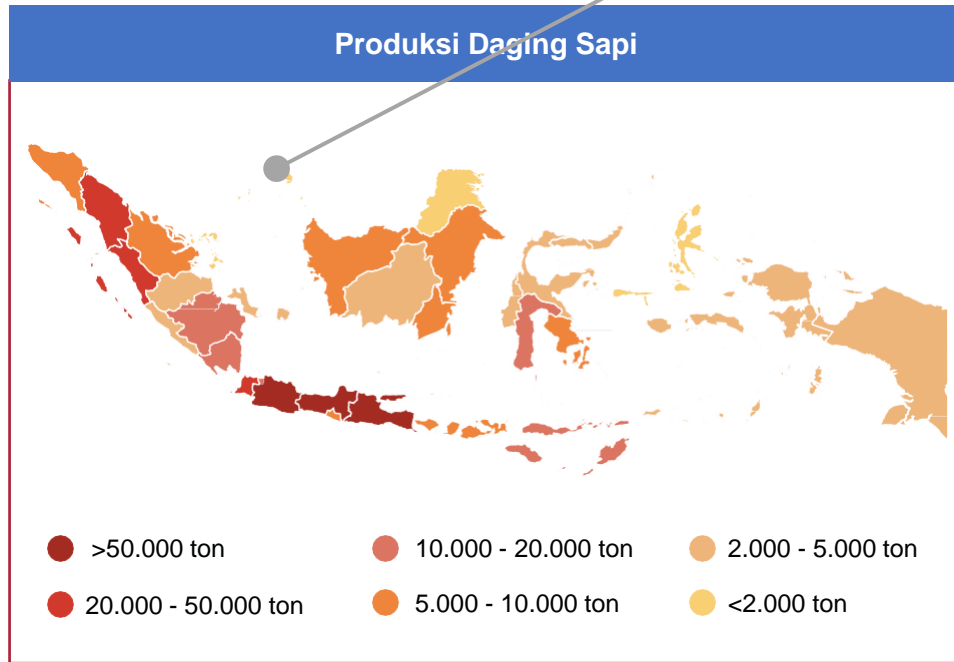 Produksi Daging Sapi
>50.000 ton
10.000 - 20.000 ton
2.000 - 5.000 ton
20.000 - 50.000 ton
5.000 - 10.000 ton
<2.000 ton